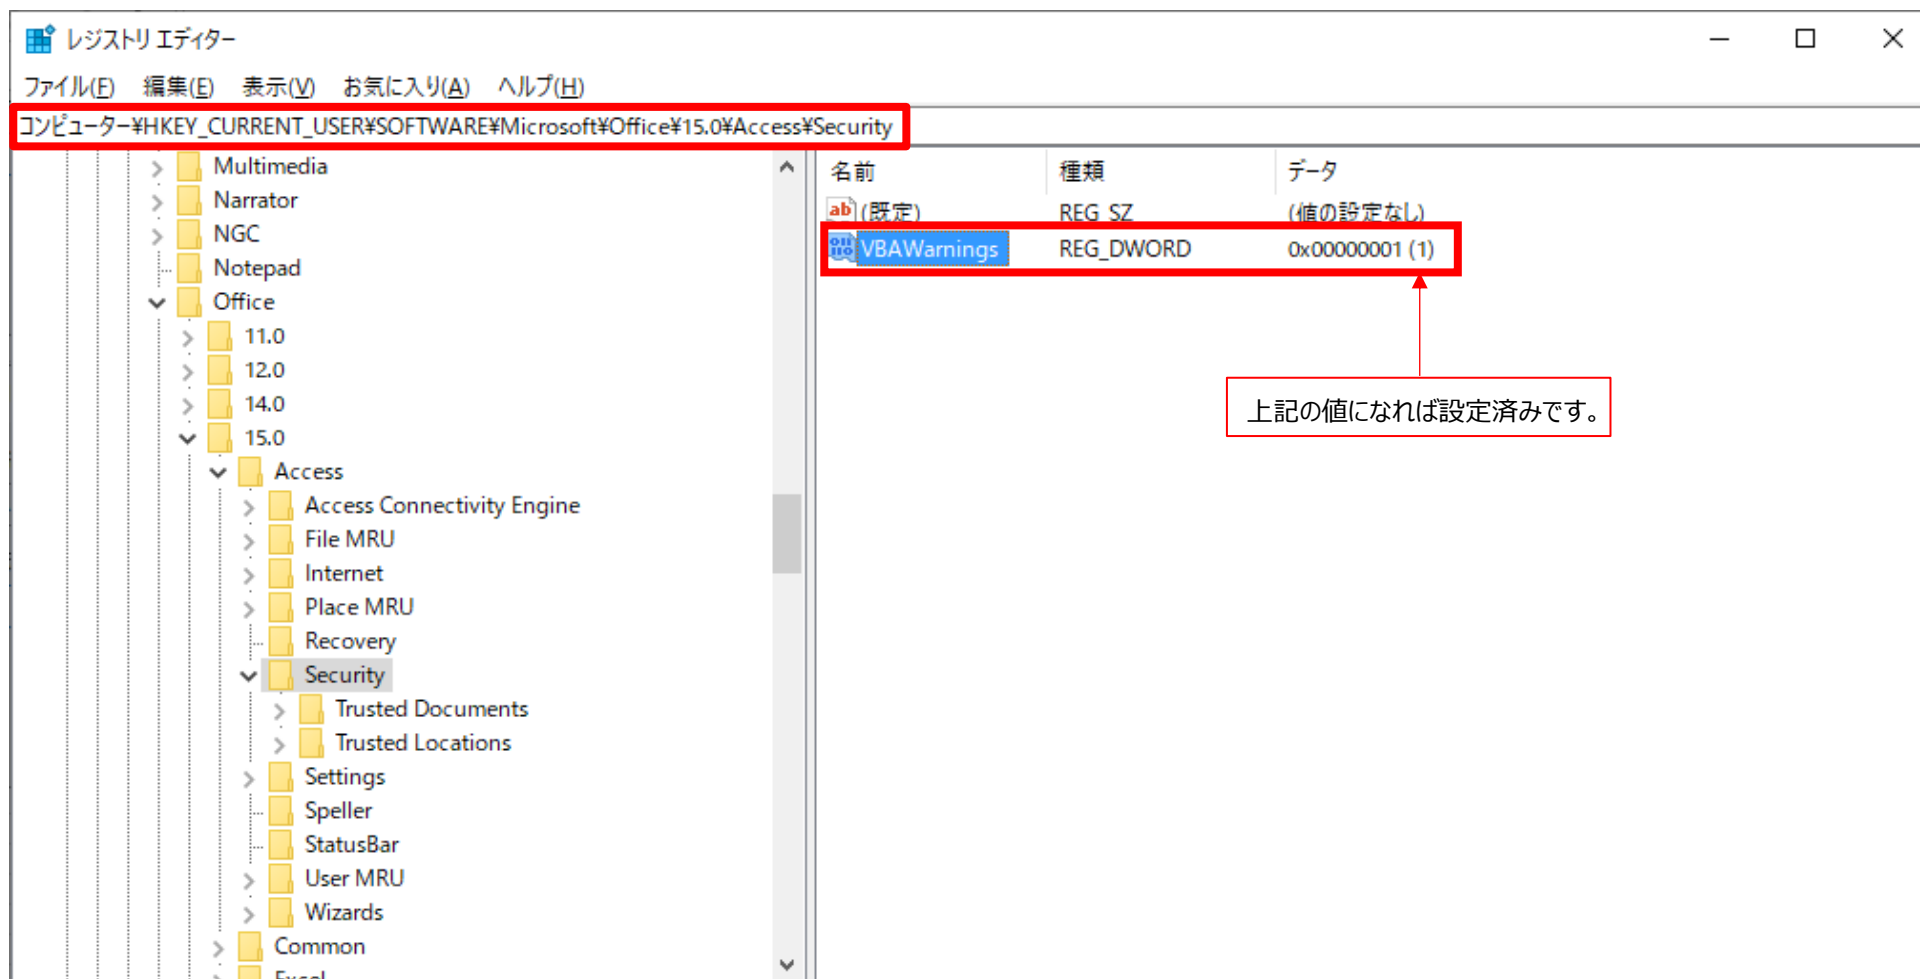 レジストリ エディター
ファイル(F) 編集(E) 表示(V) お気に入り(A) ヘルプ(H)
コンピューター¥HKEY_CURRENT_USER¥SOFTWARE¥Microsoft¥Office¥15.0¥Access¥Security
Multimedia
Narrator
NGC
Notepad
Office
11.0
12.0
14.0
15.0
Access
Access Connectivity Engine
File MRU
Internet
Place MRU
Recovery
Security
Trusted Documents
Trusted Locations
Settings
Speller
StatusBar
User MRU
Wizards
Common
Excel
名前 種類 データ
ab (既定) REG_SZ (値の設定なし)
VBAWarnings REG_DWORD 0x00000001 (1)
上記の値になれば設定済みです。